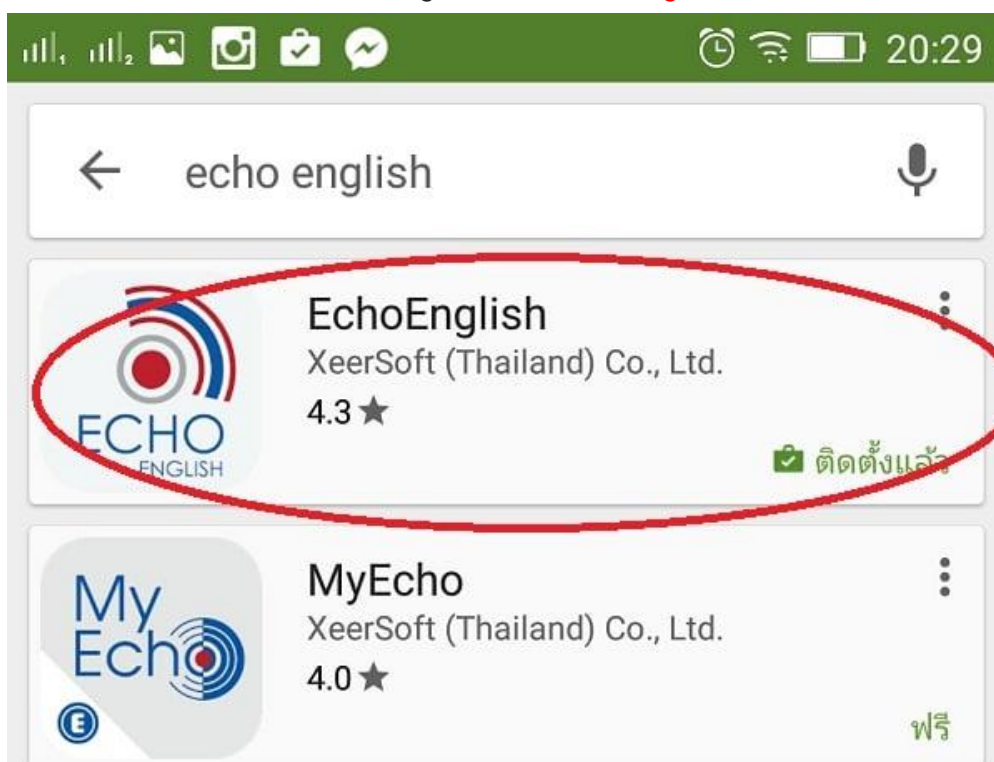 20:29
echo english
EchoEnglish
XeerSoft (Thailand) Co., Ltd.
4.3 ★
ECHO
ENGLISH
ติดตั้งแล้ว
MyEcho
XeerSoft (Thailand) Co., Ltd.
4.0 ★
My
Echo
E
ฟรี